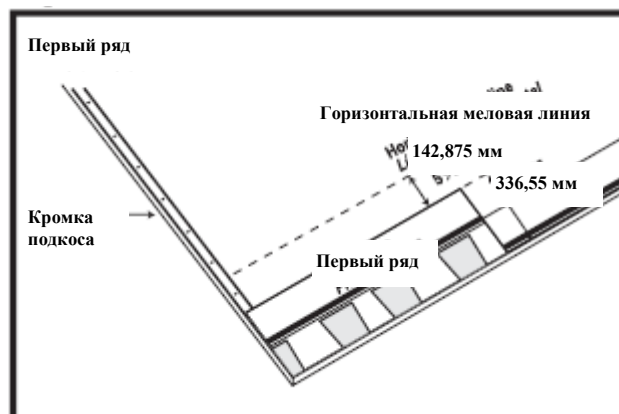 Первый ряд
Горизонтальная меловая линия
142,875 мм
336,55 мм
Кромка
подкоса
Первый ряд